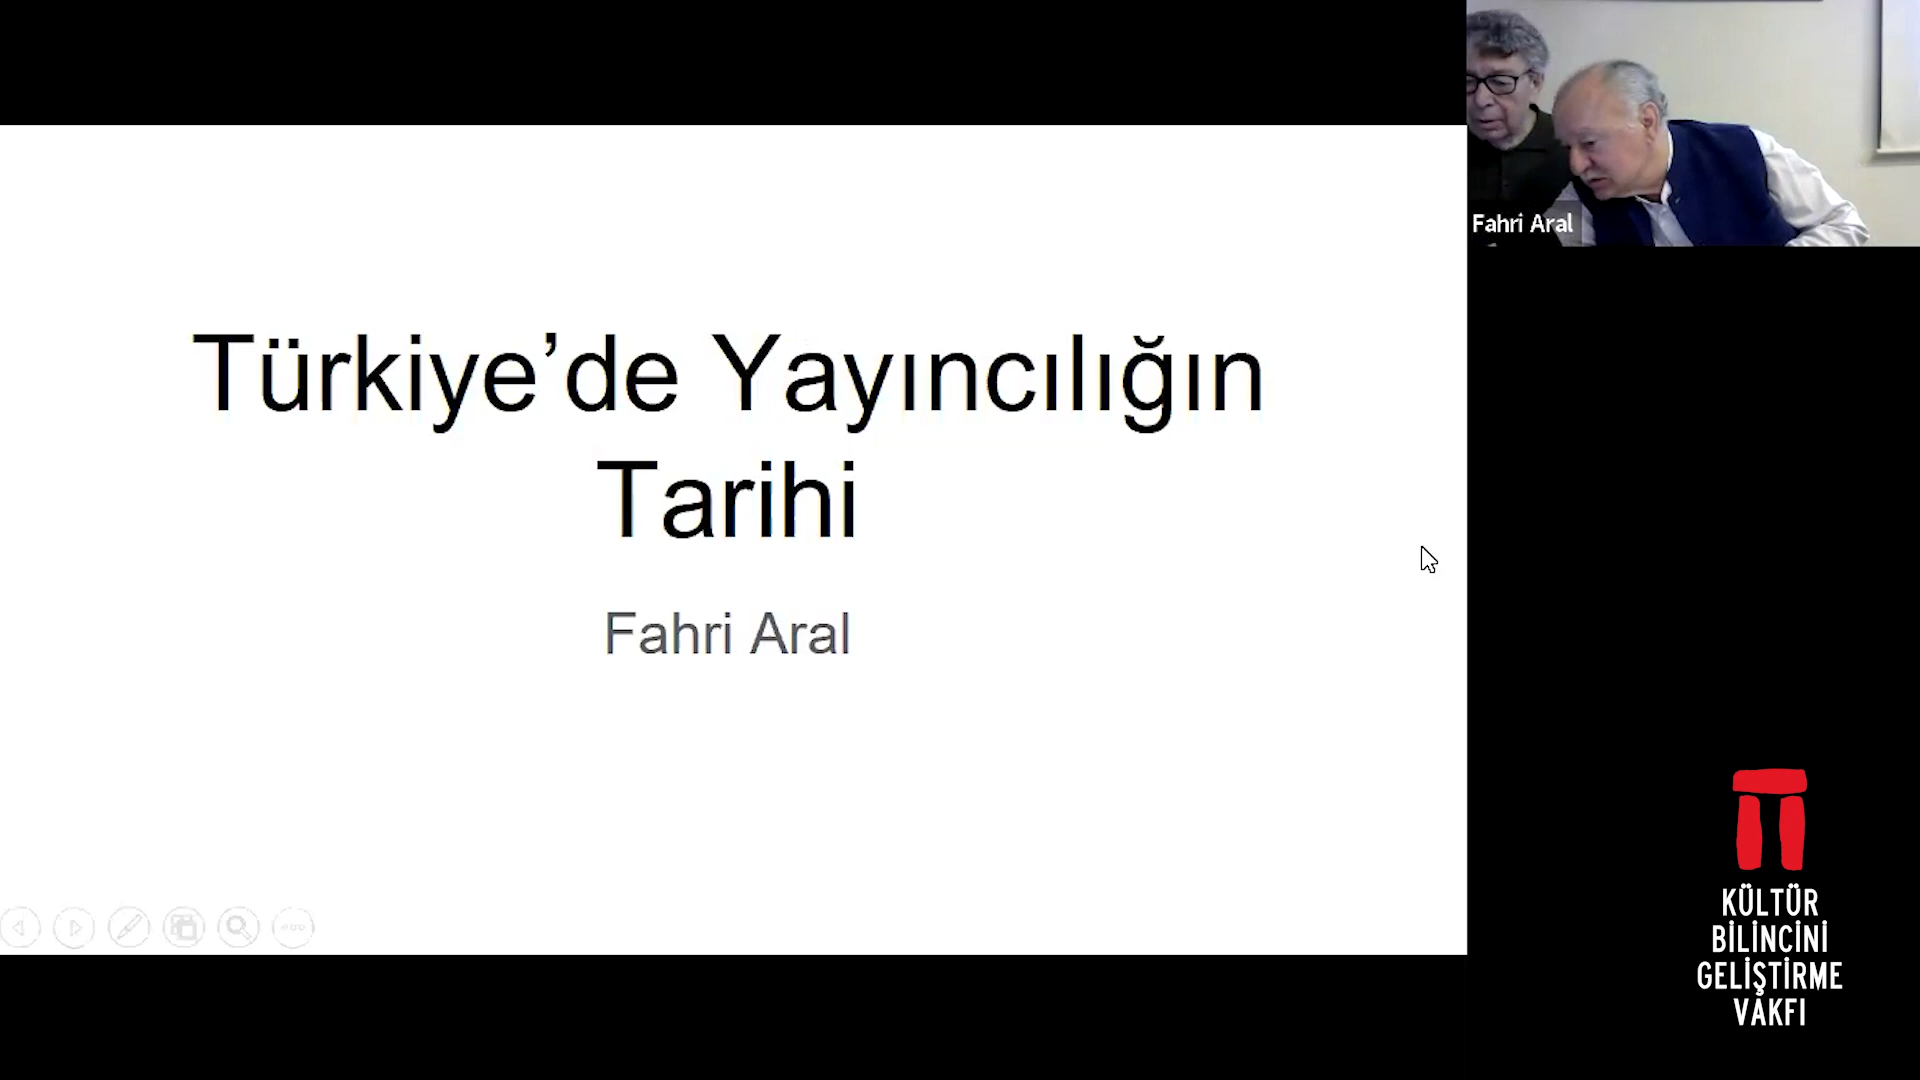 Türkiye’de Yayıncılığın
Tarihi
Fahri Aral
Fahri Aral
KÜLTÜR
BİLİNCİNİ
GELİŞTİRME
VAKFI